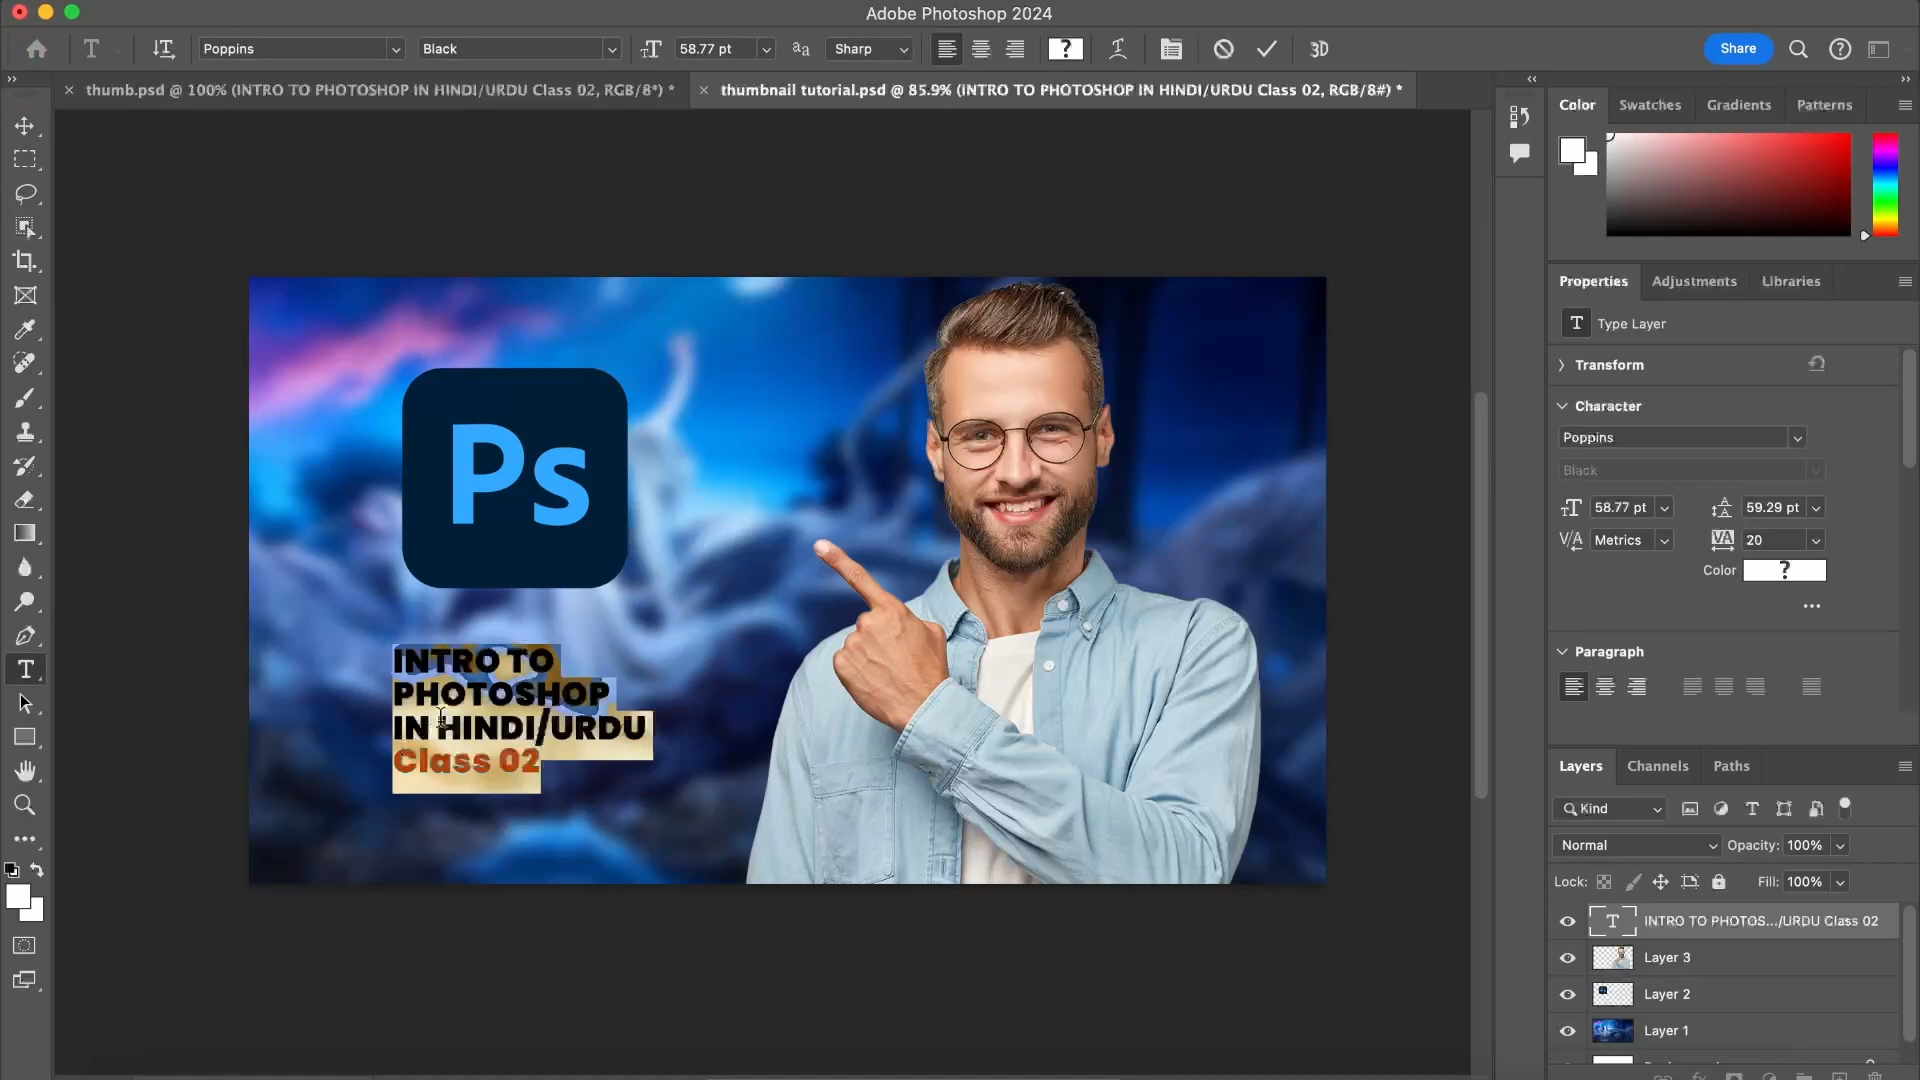 Adobe Photoshop 2024
Poppins
Black
58.77 pt
Sharp
3D
Share
thumb.psd @ 100% (INTRO TO PHOTOSHOP IN HINDI/URDU Class 02, RGB/8*) *
thumbnail tutorial.psd @ 85.9% (INTRO TO PHOTOSHOP IN HINDI/URDU Class 02, RGB/8#) *
Color
Swatches
Gradients
Patterns
Ps
INTRO TO
PHOTOSHOP
IN HINDI/URDU
Class 02
Properties
Adjustments
Libraries
Type Layer
Transform
Character
Poppins
Black
58.77 pt
59.29 pt
Metrics
20
Color
?
Paragraph
Layers
Channels
Paths
Kind
Normal
Opacity: 100%
Lock:
Fill: 100%
INTRO TO PHOTOS.../URDU Class 02
Layer 3
Layer 2
Layer 1